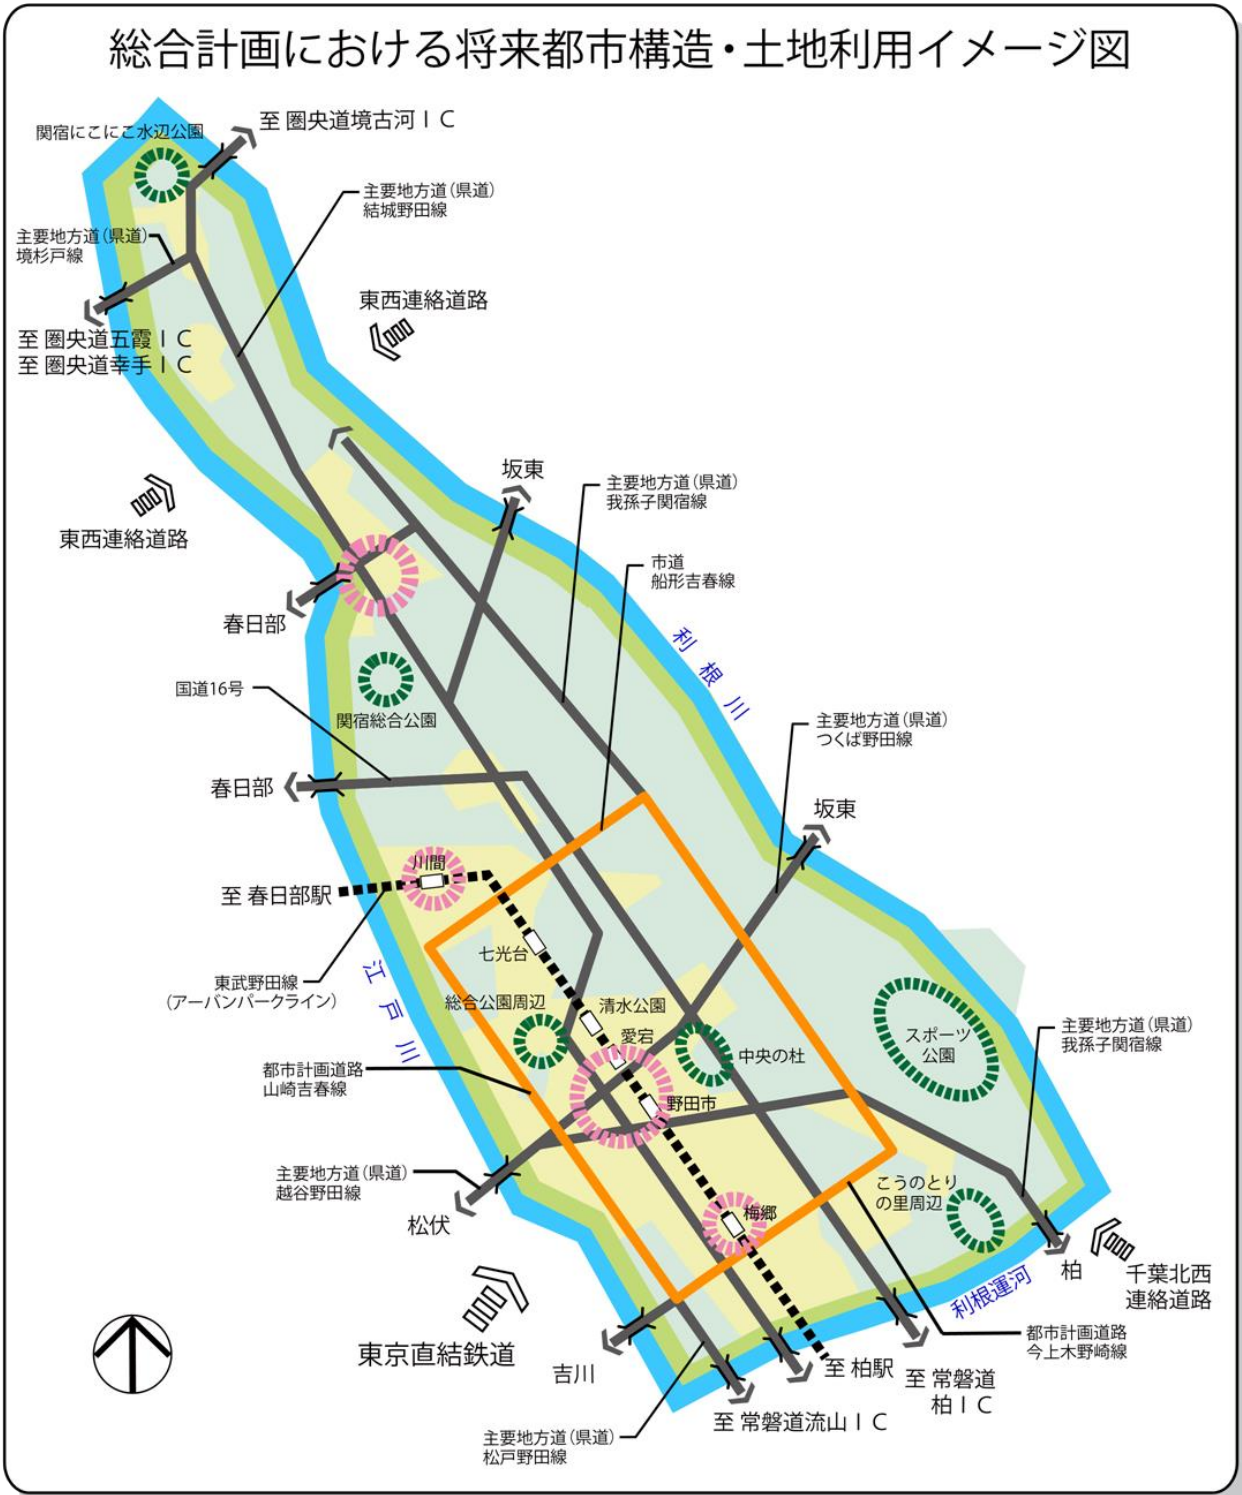 総合計画における将来都市構造・土地利用イメージ図
関宿にこにこ水辺公園
至 圏央道境古河ＩＣ
主要地方道（県道）
結城野田線
主要地方道（県道）
境杉戸線
東西連絡道路
至 圏央道五霞ＩＣ
至 圏央道幸手ＩＣ
坂東
主要地方道（県道）
我孫子関宿線
東西連絡道路
市道
船形吉春線
春日部
利根川
国道16号
関宿総合公園
主要地方道（県道）
つくば野田線
春日部
坂東
川間
至 春日部駅
七光台
東武野田線
（アーバンパークライン）
江戸川
総合公園周辺
清水公園
愛宕
スポーツ
公園
主要地方道（県道）
我孫子関宿線
中央の杜
都市計画道路
山崎吉春線
野田市
主要地方道（県道）
越谷野田線
こうのとり
の里周辺
松伏
梅郷
柏
千葉北西
連絡道路
利根運河
都市計画道路
今上木野崎線
東京直結鉄道
吉川
至 柏駅
至 常磐道
柏ＩＣ
至 常磐道流山ＩＣ
主要地方道（県道）
松戸野田線